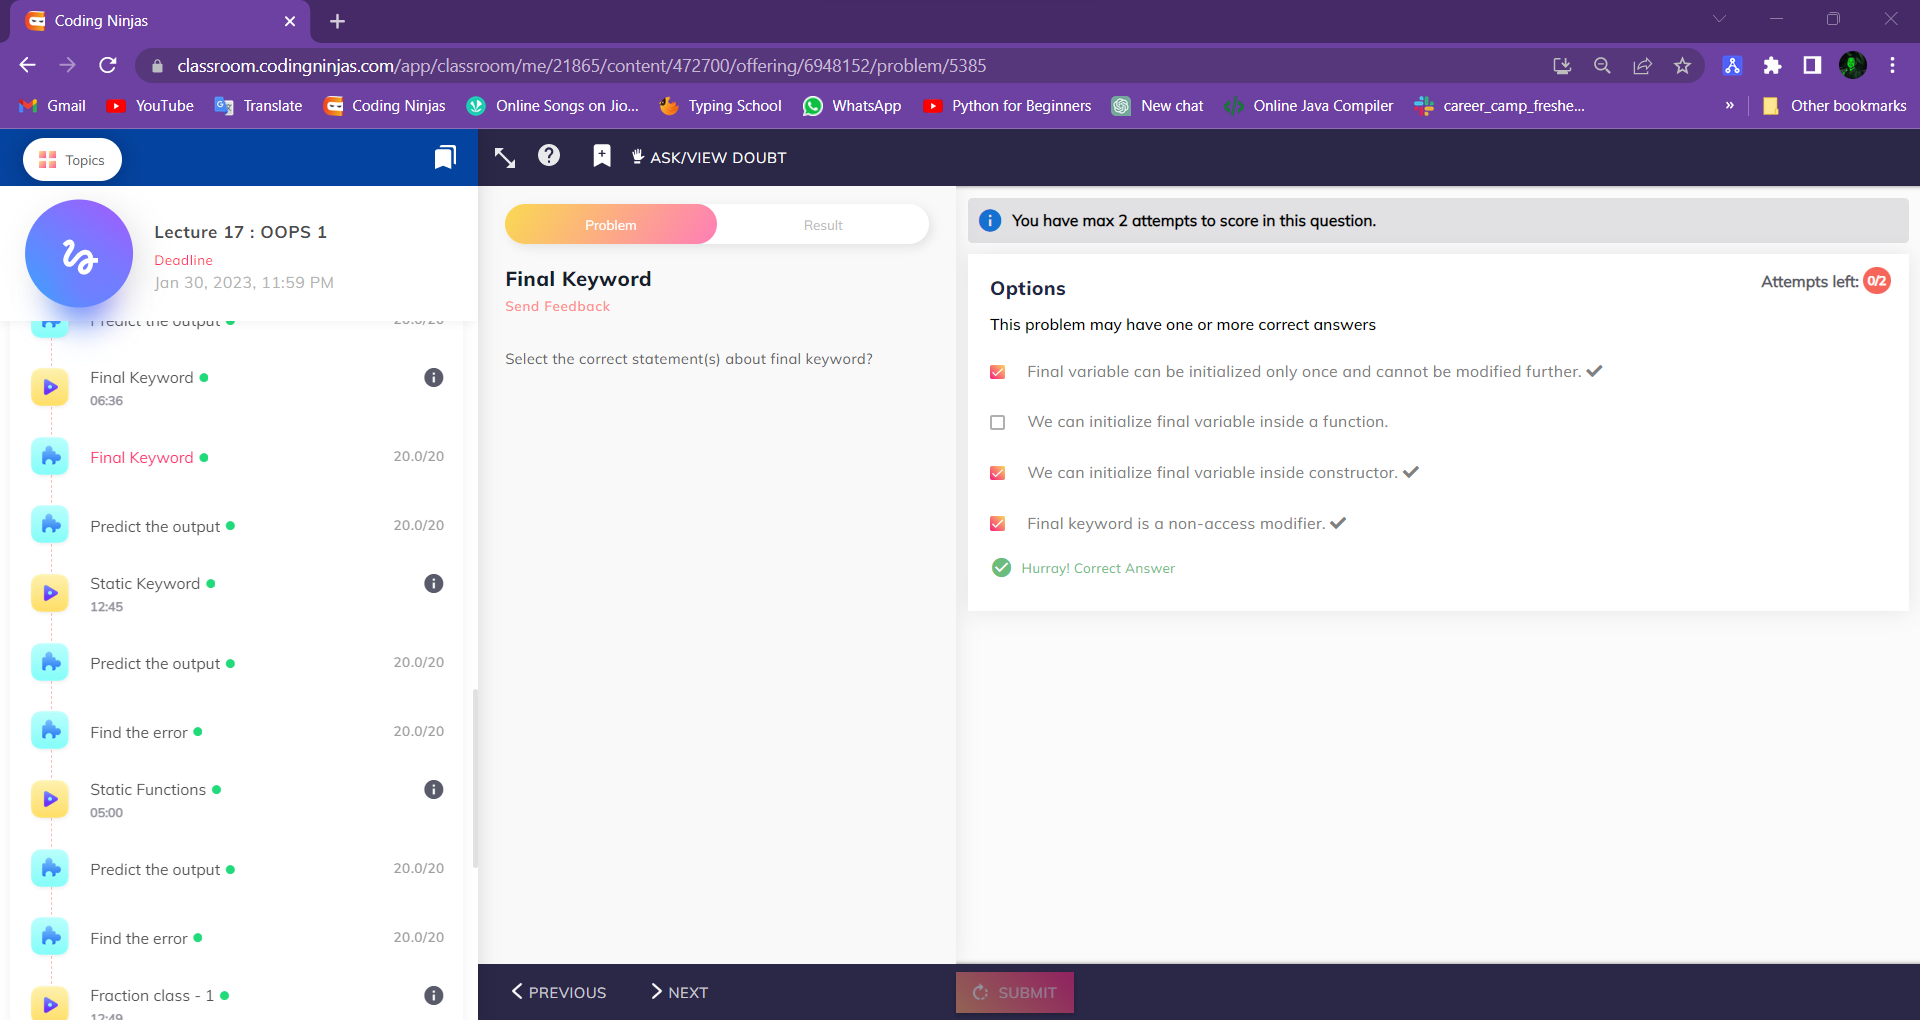 Coding Ninjas
classroom.codingninjas.com/app/classroom/me/21865/content/472700/offering/6948152/problem/5385
Gmail YouTube Translate Coding Ninjas Online Songs on Jio... Typing School WhatsApp Python for Beginners New chat Online Java Compiler career_camp_freshe... » Other bookmarks
Topics
ASK/VIEW DOUBT
Lecture 17 : OOPS 1
Deadline
Jan 30, 2023, 11:59 PM
Predict the output 20.0/20
Final Keyword
06:36
Final Keyword 20.0/20
Predict the output 20.0/20
Static Keyword
12:45
Predict the output 20.0/20
Find the error 20.0/20
Static Functions
05:00
Predict the output 20.0/20
Find the error 20.0/20
Fraction class - 1
12:49
Problem Result
Final Keyword
Send Feedback
Select the correct statement(s) about final keyword?
You have max 2 attempts to score in this question.
Options
Attempts left: 0/2
This problem may have one or more correct answers
Final variable can be initialized only once and cannot be modified further.
We can initialize final variable inside a function.
We can initialize final variable inside constructor.
Final keyword is a non-access modifier.
Hurray! Correct Answer
PREVIOUS NEXT SUBMIT